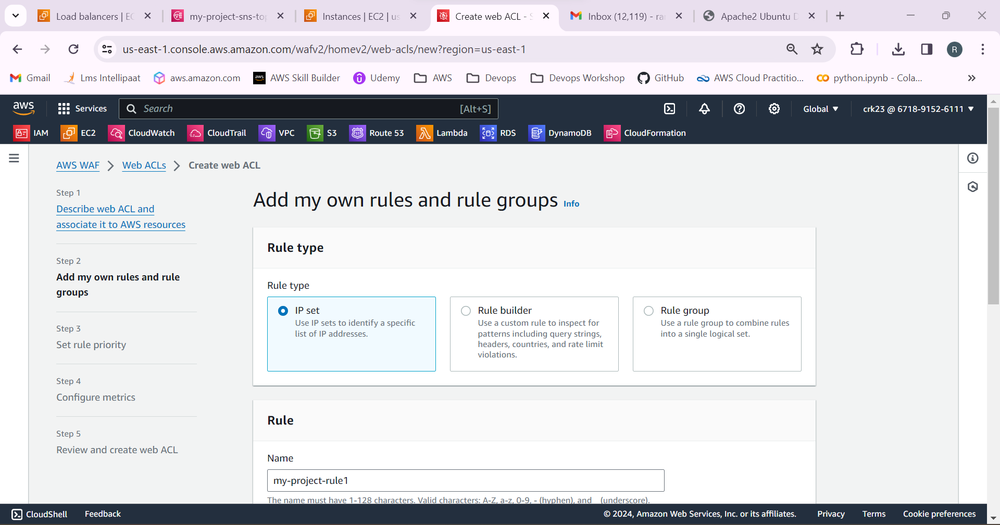 Load balancers | EC
my-project-sns-top
Instances | EC2 | us
Create web ACL - S
Inbox (12,119) - ra
Apache2 Ubuntu D
us-east-1.console.aws.amazon.com/wafv2/homev2/web-acls/new?region=us-east-1
R
Gmail
Lms Intellipaat
aws.amazon.com
aws
AWS Skill Builder
Udemy
AWS
Devops
Devops Workshop
GitHub
AWS Cloud Practitio...
python.ipynb - Cola...
aws
Services
Search
[Alt+S]
Global
crk23 @ 6718-9152-6111
IAM
EC2
CloudWatch
CloudTrail
VPC
S3
Route 53
Lambda
RDS
DynamoDB
CloudFormation
AWS WAF
Web ACLs
Create web ACL
Step 1
Describe web ACL and
associate it to AWS resources
Step 2
Add my own rules and rule
groups
Step 3
Set rule priority
Step 4
Configure metrics
Step 5
Review and create web ACL
Add my own rules and rule groups Info
Rule type
Rule type
IP set
Use IP sets to identify a specific
list of IP addresses.
Rule builder
Use a custom rule to inspect for
patterns including query strings,
headers, countries, and rate limit
violations.
Rule group
Use a rule group to combine rules
into a single logical set.
Rule
Name
my-project-rule1
The name must have 1-128 characters. Valid characters: A-Z, a-z, 0-9, - (hyphen), and _ (underscore).
CloudShell
Feedback
© 2024, Amazon Web Services, Inc. or its affiliates.
Privacy
Terms
Cookie preferences